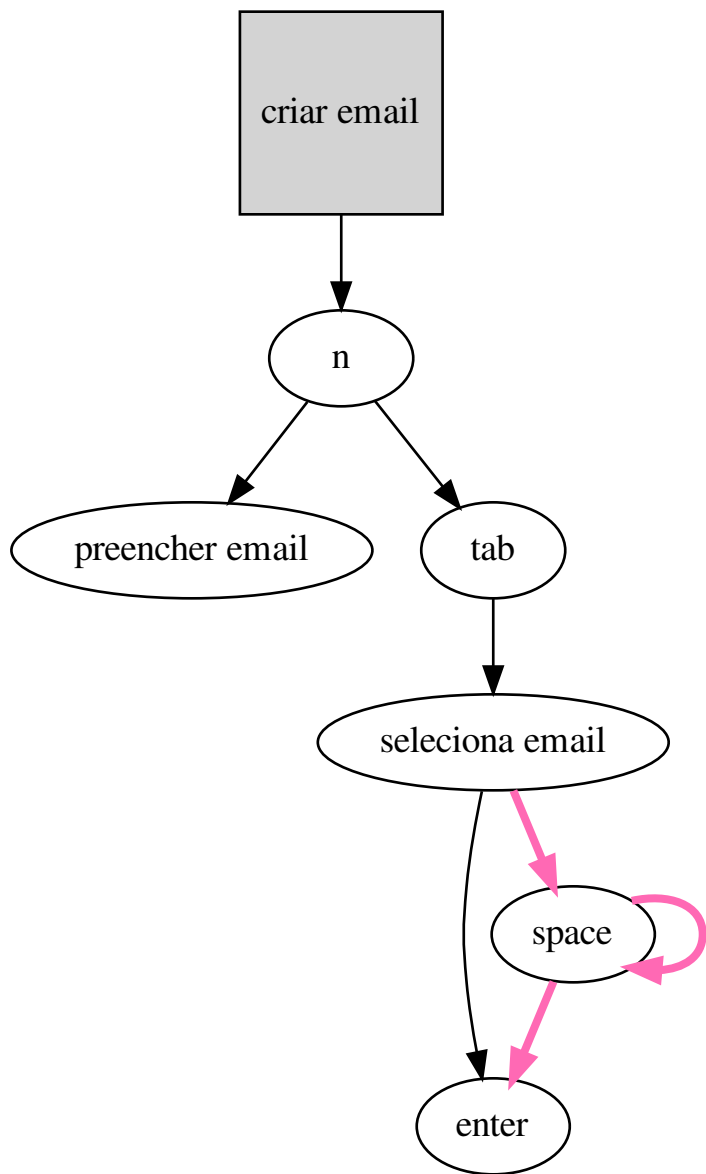 criar email
n
preencher email
tab
seleciona email
space
enter